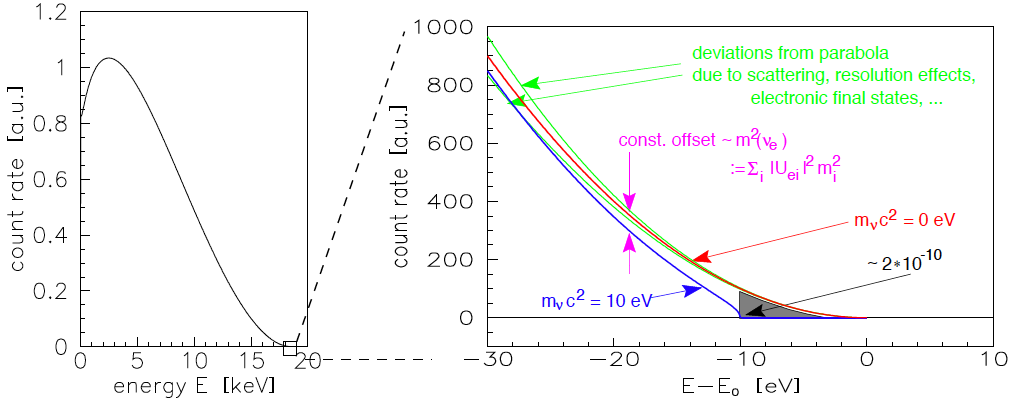 1.2
1
0.8
0.6
0.4
0.2
0
count rate [a.u.]
0 5 10 15 20
energy E [keV]
1000
800
600
400
200
0
count rate [a.u.]
deviations from parabola
due to scattering, resolution effects,
electronic final states, ...
const. offset ~ m²(νₑ)
:= Σᵢ |Uₑᵢ|² mᵢ²
mᵥc² = 0 eV
~ 2*10⁻¹⁰
mᵥc² = 10 eV
−30 −20 −10 0 10
E−E₀ [eV]